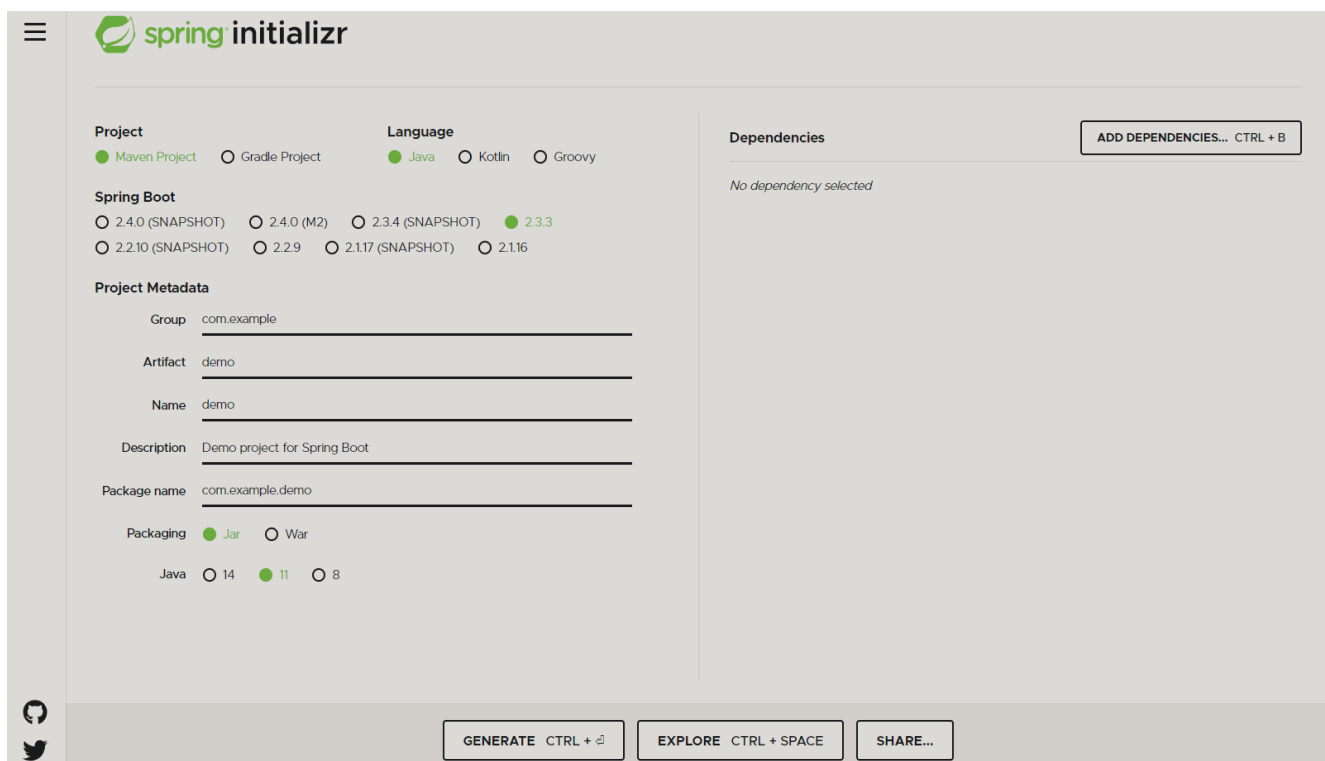 spring initializr
Project
Maven Project Gradle Project
Language
Java Kotlin Groovy
Spring Boot
2.4.0 (SNAPSHOT) 2.4.0 (M2) 2.3.4 (SNAPSHOT) 2.3.3
2.2.10 (SNAPSHOT) 2.2.9 2.1.17 (SNAPSHOT) 2.1.16
Project Metadata
Group com.example
Artifact demo
Name demo
Description Demo project for Spring Boot
Package name com.example.demo
Packaging Jar War
Java 14 11 8
Dependencies
ADD DEPENDENCIES... CTRL + B
No dependency selected
GENERATE CTRL + ⏎
EXPLORE CTRL + SPACE
SHARE...